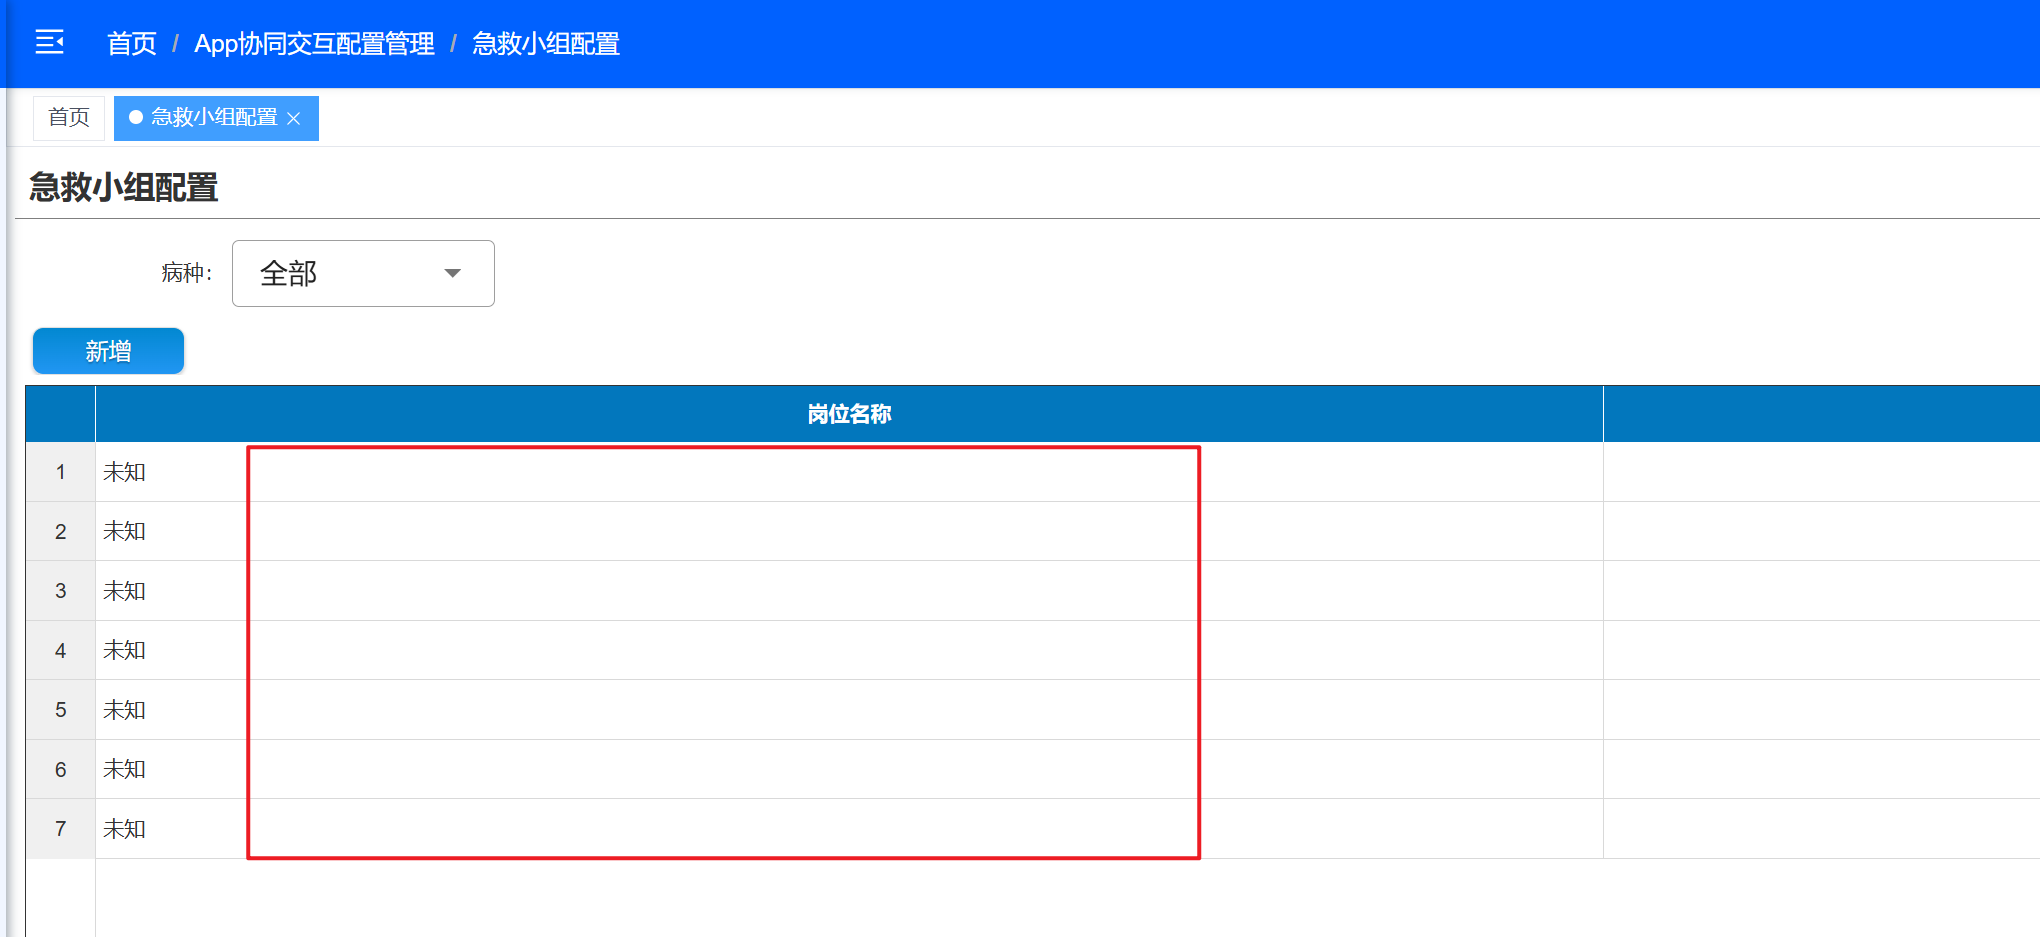 首页 / App协同交互配置管理 / 急救小组配置
首页 急救小组配置
急救小组配置
病种: 全部
新增
岗位名称
1 未知
2 未知
3 未知
4 未知
5 未知
6 未知
7 未知